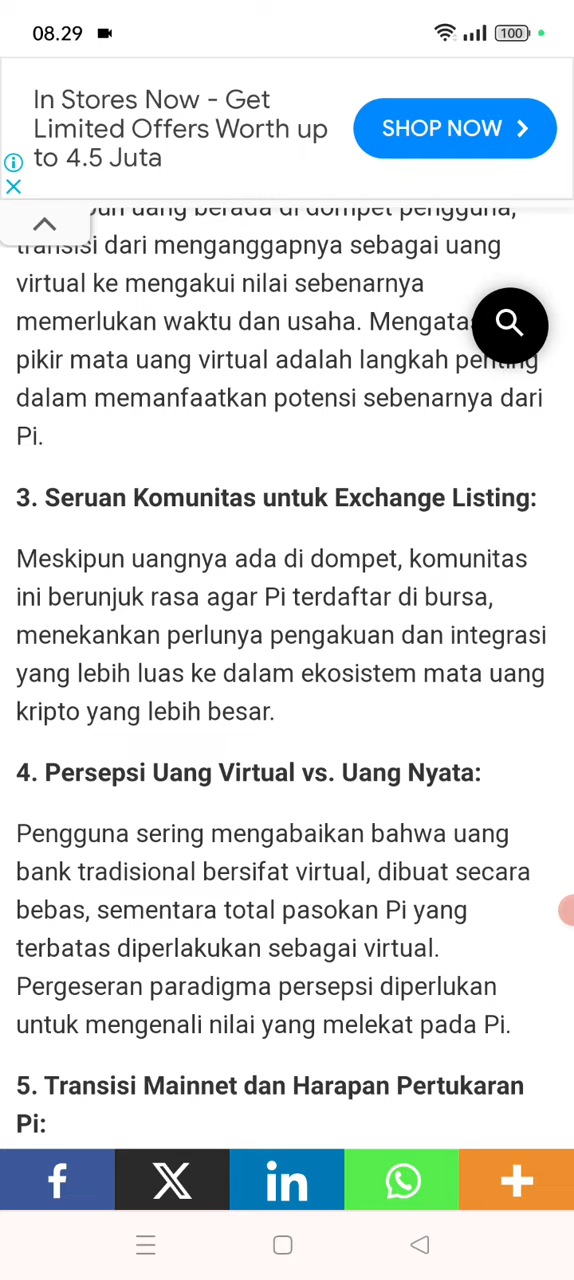 08.29
100
In Stores Now - Get
Limited Offers Worth up
to 4.5 Juta
SHOP NOW
uang berada di dompet pengguna,
transisi dari menganggapnya sebagai uang
virtual ke mengakui nilai sebenarnya
memerlukan waktu dan usaha.
pikir mata uang virtual adalah langkah penting
dalam memanfaatkan potensi sebenarnya dari
Pi.
3. Seruan Komunitas untuk Exchange Listing:
Meskipun uangnya ada di dompet, komunitas
ini berunjuk rasa agar Pi terdaftar di bursa,
menekankan perlunya pengakuan dan integrasi
yang lebih luas ke dalam ekosistem mata uang
kripto yang lebih besar.
4. Persepsi Uang Virtual vs. Uang Nyata:
Pengguna sering mengabaikan bahwa uang
bank tradisional bersifat virtual, dibuat secara
bebas, sementara total pasokan Pi yang
terbatas diperlakukan sebagai virtual.
Pergeseran paradigma persepsi diperlukan
untuk mengenali nilai yang melekat pada Pi.
5. Transisi Mainnet dan Harapan Pertukaran
Pi: